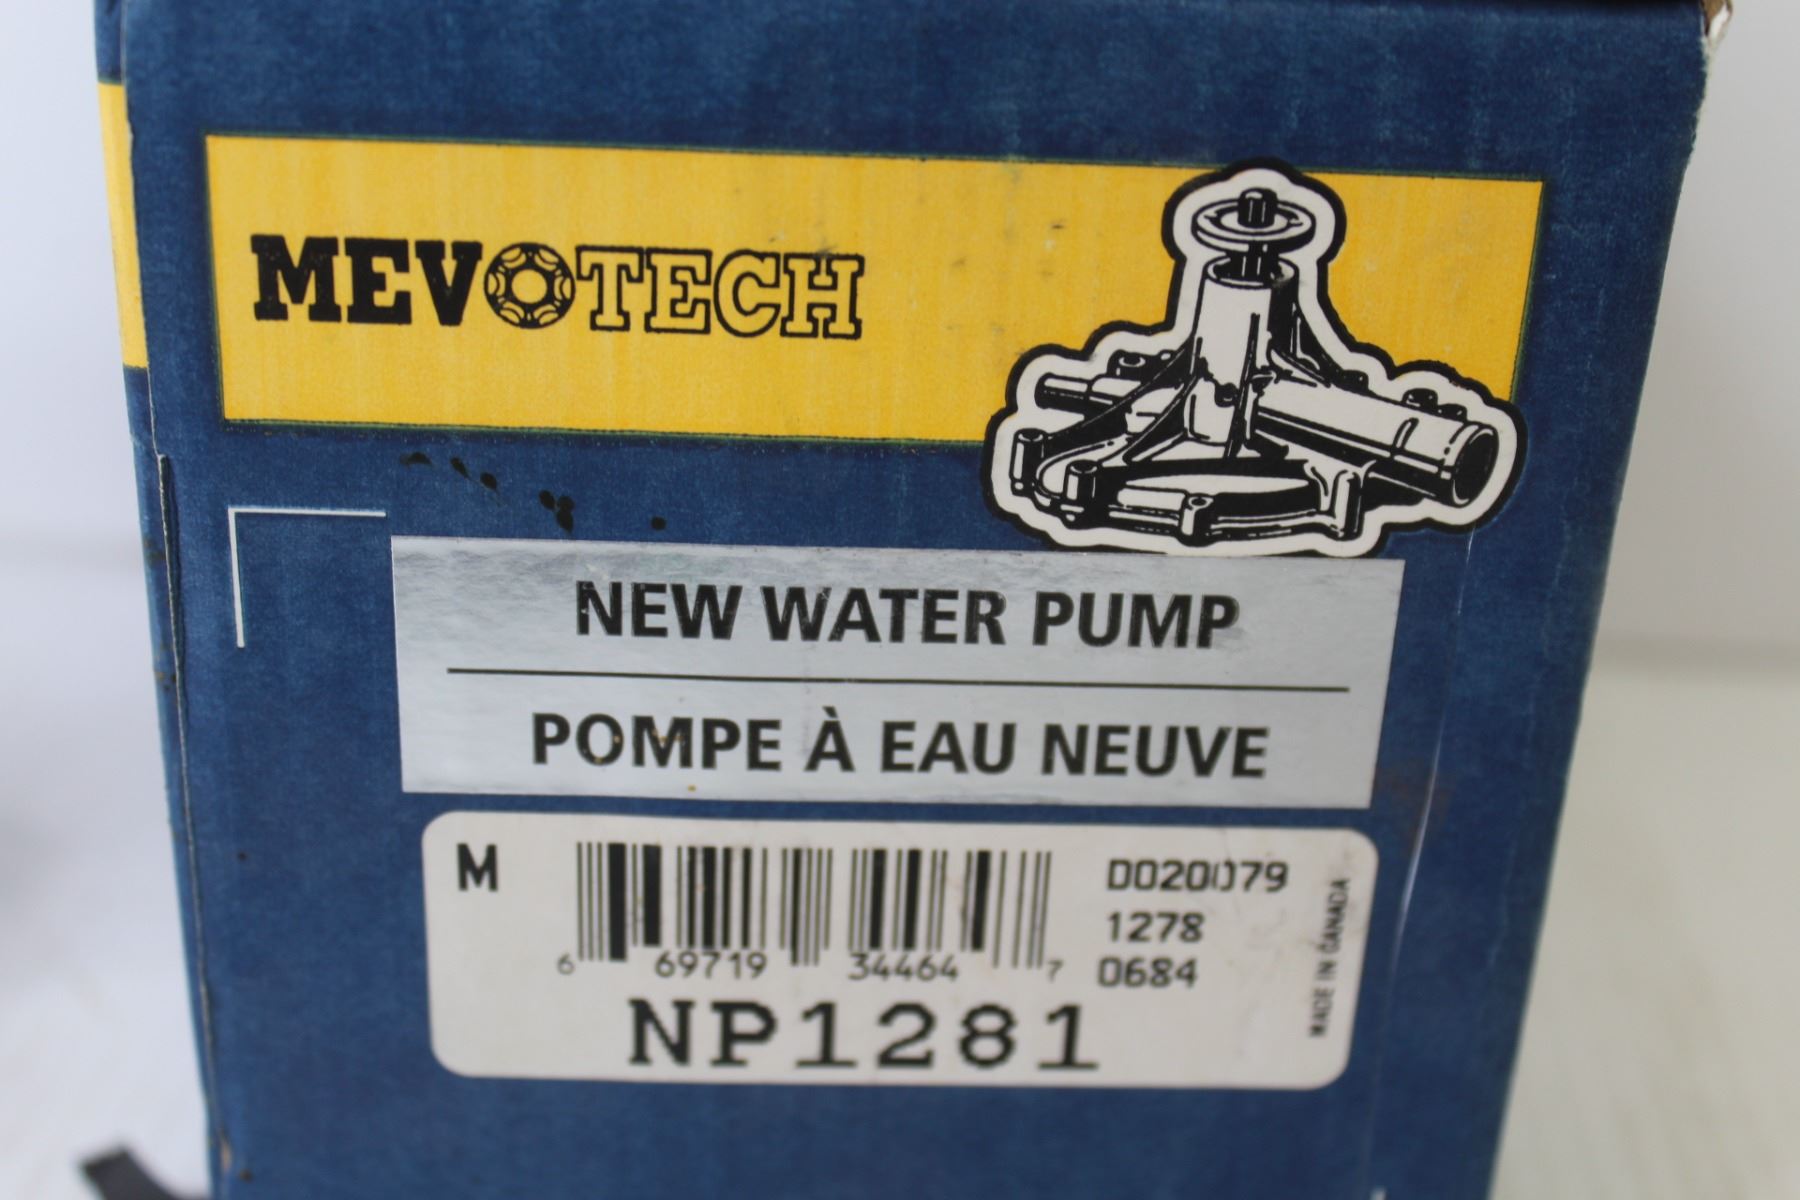 MEVOTECH
NEW WATER PUMP
POMPE À EAU NEUVE
M
D020079
1278
0684
6 69719 34464 7
NP1281
MADE IN CANADA